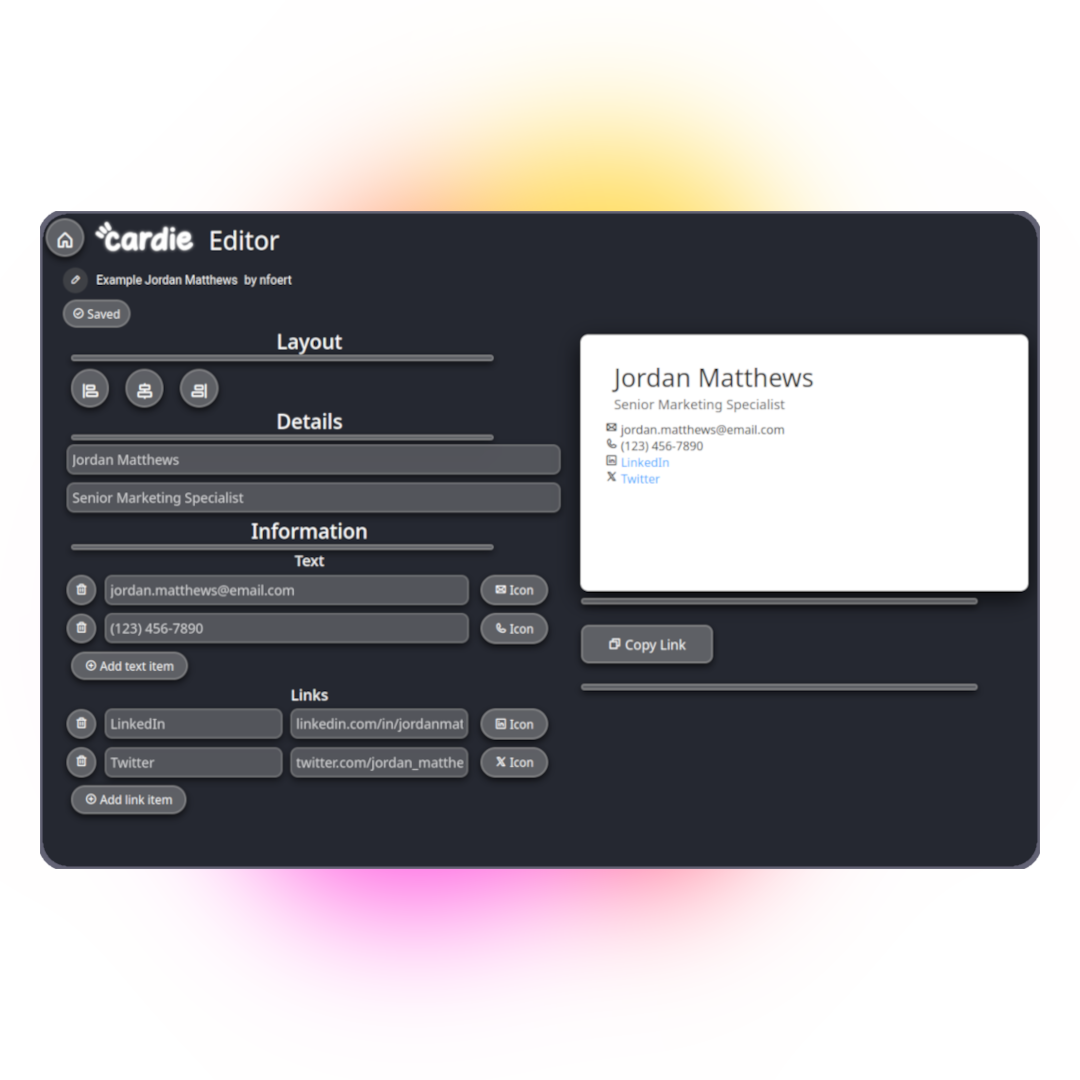 cardie Editor
Example Jordan Matthews by nfoert
Saved
Layout
Details
Jordan Matthews
Senior Marketing Specialist
Information
Text
jordan.matthews@email.com Icon
(123) 456-7890 Icon
Add text item
Links
LinkedIn linkedin.com/in/jordanmat Icon
Twitter twitter.com/jordan_matthe Icon
Add link item
Jordan Matthews
Senior Marketing Specialist
jordan.matthews@email.com
(123) 456-7890
LinkedIn
Twitter
Copy Link